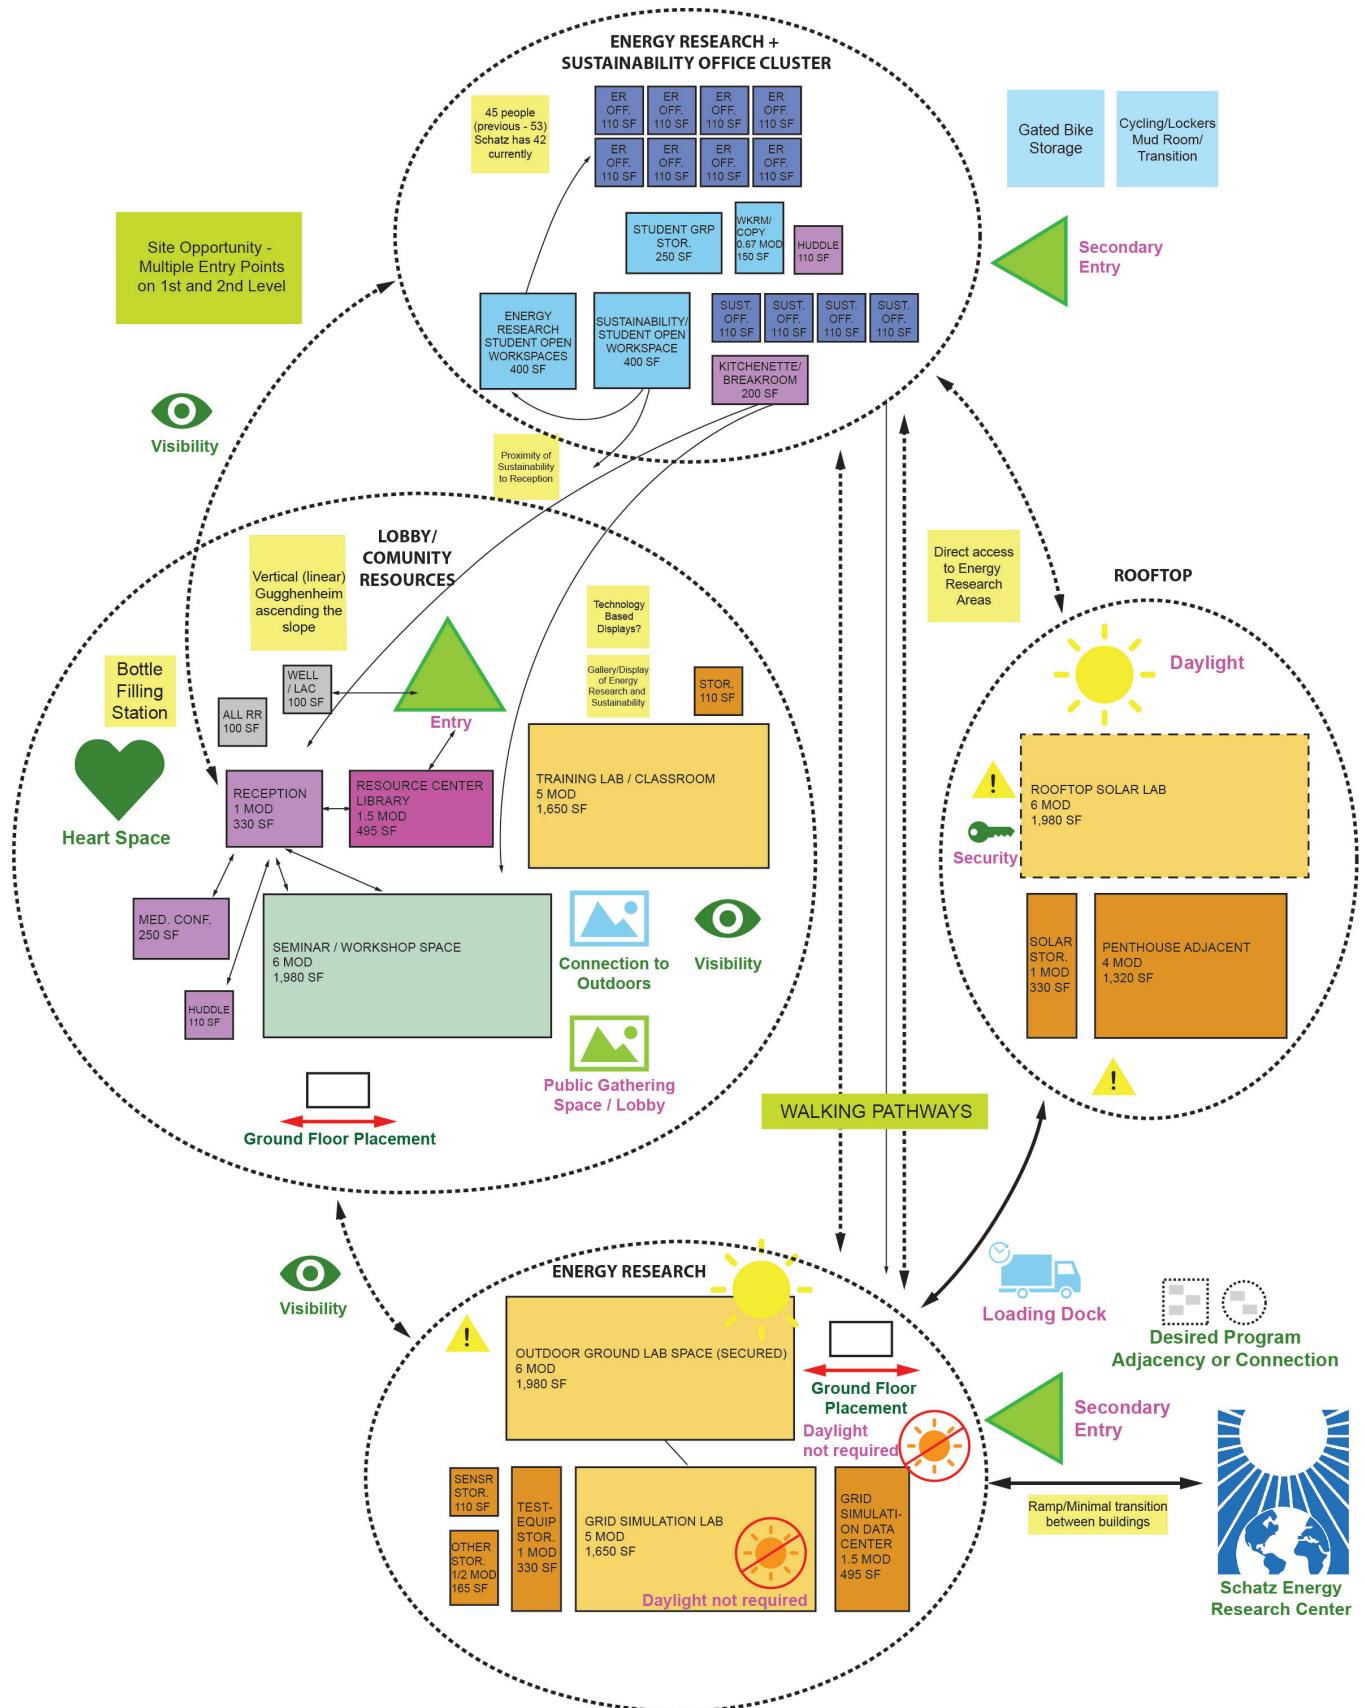 ENERGY RESEARCH +
SUSTAINABILITY OFFICE CLUSTER
45 people
(previous - 53)
Schatz has 42
currently
ER
OFF.
110 SF
ER
OFF.
110 SF
ER
OFF.
110 SF
ER
OFF.
110 SF
ER
OFF.
110 SF
ER
OFF.
110 SF
ER
OFF.
110 SF
ER
OFF.
110 SF
Gated Bike
Storage
Cycling/Lockers
Mud Room/
Transition
Site Opportunity -
Multiple Entry Points
on 1st and 2nd Level
STUDENT GRP
STOR.
250 SF
WKRM/
COPY
0.67 MOD
150 SF
HUDDLE
110 SF
Secondary
Entry
ENERGY
RESEARCH
STUDENT OPEN
WORKSPACES
400 SF
SUSTAINABILITY/
STUDENT OPEN
WORKSPACE
400 SF
SUST.
OFF.
110 SF
SUST.
OFF.
110 SF
SUST.
OFF.
110 SF
SUST.
OFF.
110 SF
KITCHENETTE/
BREAKROOM
200 SF
Visibility
Proximity of
Sustainability
to Reception
LOBBY/
COMUNITY
RESOURCES
Vertical (linear)
Gugghenheim
ascending the
slope
Technology
Based
Displays?
Gallery/Display
of Energy
Research and
Sustainability
STOR.
110 SF
Direct access
to Energy
Research
Areas
ROOFTOP
Daylight
Bottle
Filling
Station
WELL
/ LAC
100 SF
ALL RR
100 SF
Entry
Heart Space
RECEPTION
1 MOD
330 SF
RESOURCE CENTER
LIBRARY
1.5 MOD
495 SF
TRAINING LAB / CLASSROOM
5 MOD
1,650 SF
!
ROOFTOP SOLAR LAB
6 MOD
1,980 SF
Security
MED. CONF.
250 SF
SEMINAR / WORKSHOP SPACE
6 MOD
1,980 SF
Connection to
Outdoors
Visibility
SOLAR
STOR.
1 MOD
330 SF
PENTHOUSE ADJACENT
4 MOD
1,320 SF
HUDDLE
110 SF
Public Gathering
Space / Lobby
!
Ground Floor Placement
WALKING PATHWAYS
Visibility
ENERGY RESEARCH
Loading Dock
Desired Program
Adjacency or Connection
!
OUTDOOR GROUND LAB SPACE (SECURED)
6 MOD
1,980 SF
Ground Floor
Placement
Daylight
not required
Secondary
Entry
SENSR
STOR.
110 SF
OTHER
STOR.
1/2 MOD
165 SF
TEST-
EQUIP
STOR.
1 MOD
330 SF
GRID SIMULATION LAB
5 MOD
1,650 SF
Daylight not required
GRID
SIMULATI-
ON DATA
CENTER
1.5 MOD
495 SF
Ramp/Minimal transition
between buildings
Schatz Energy
Research Center